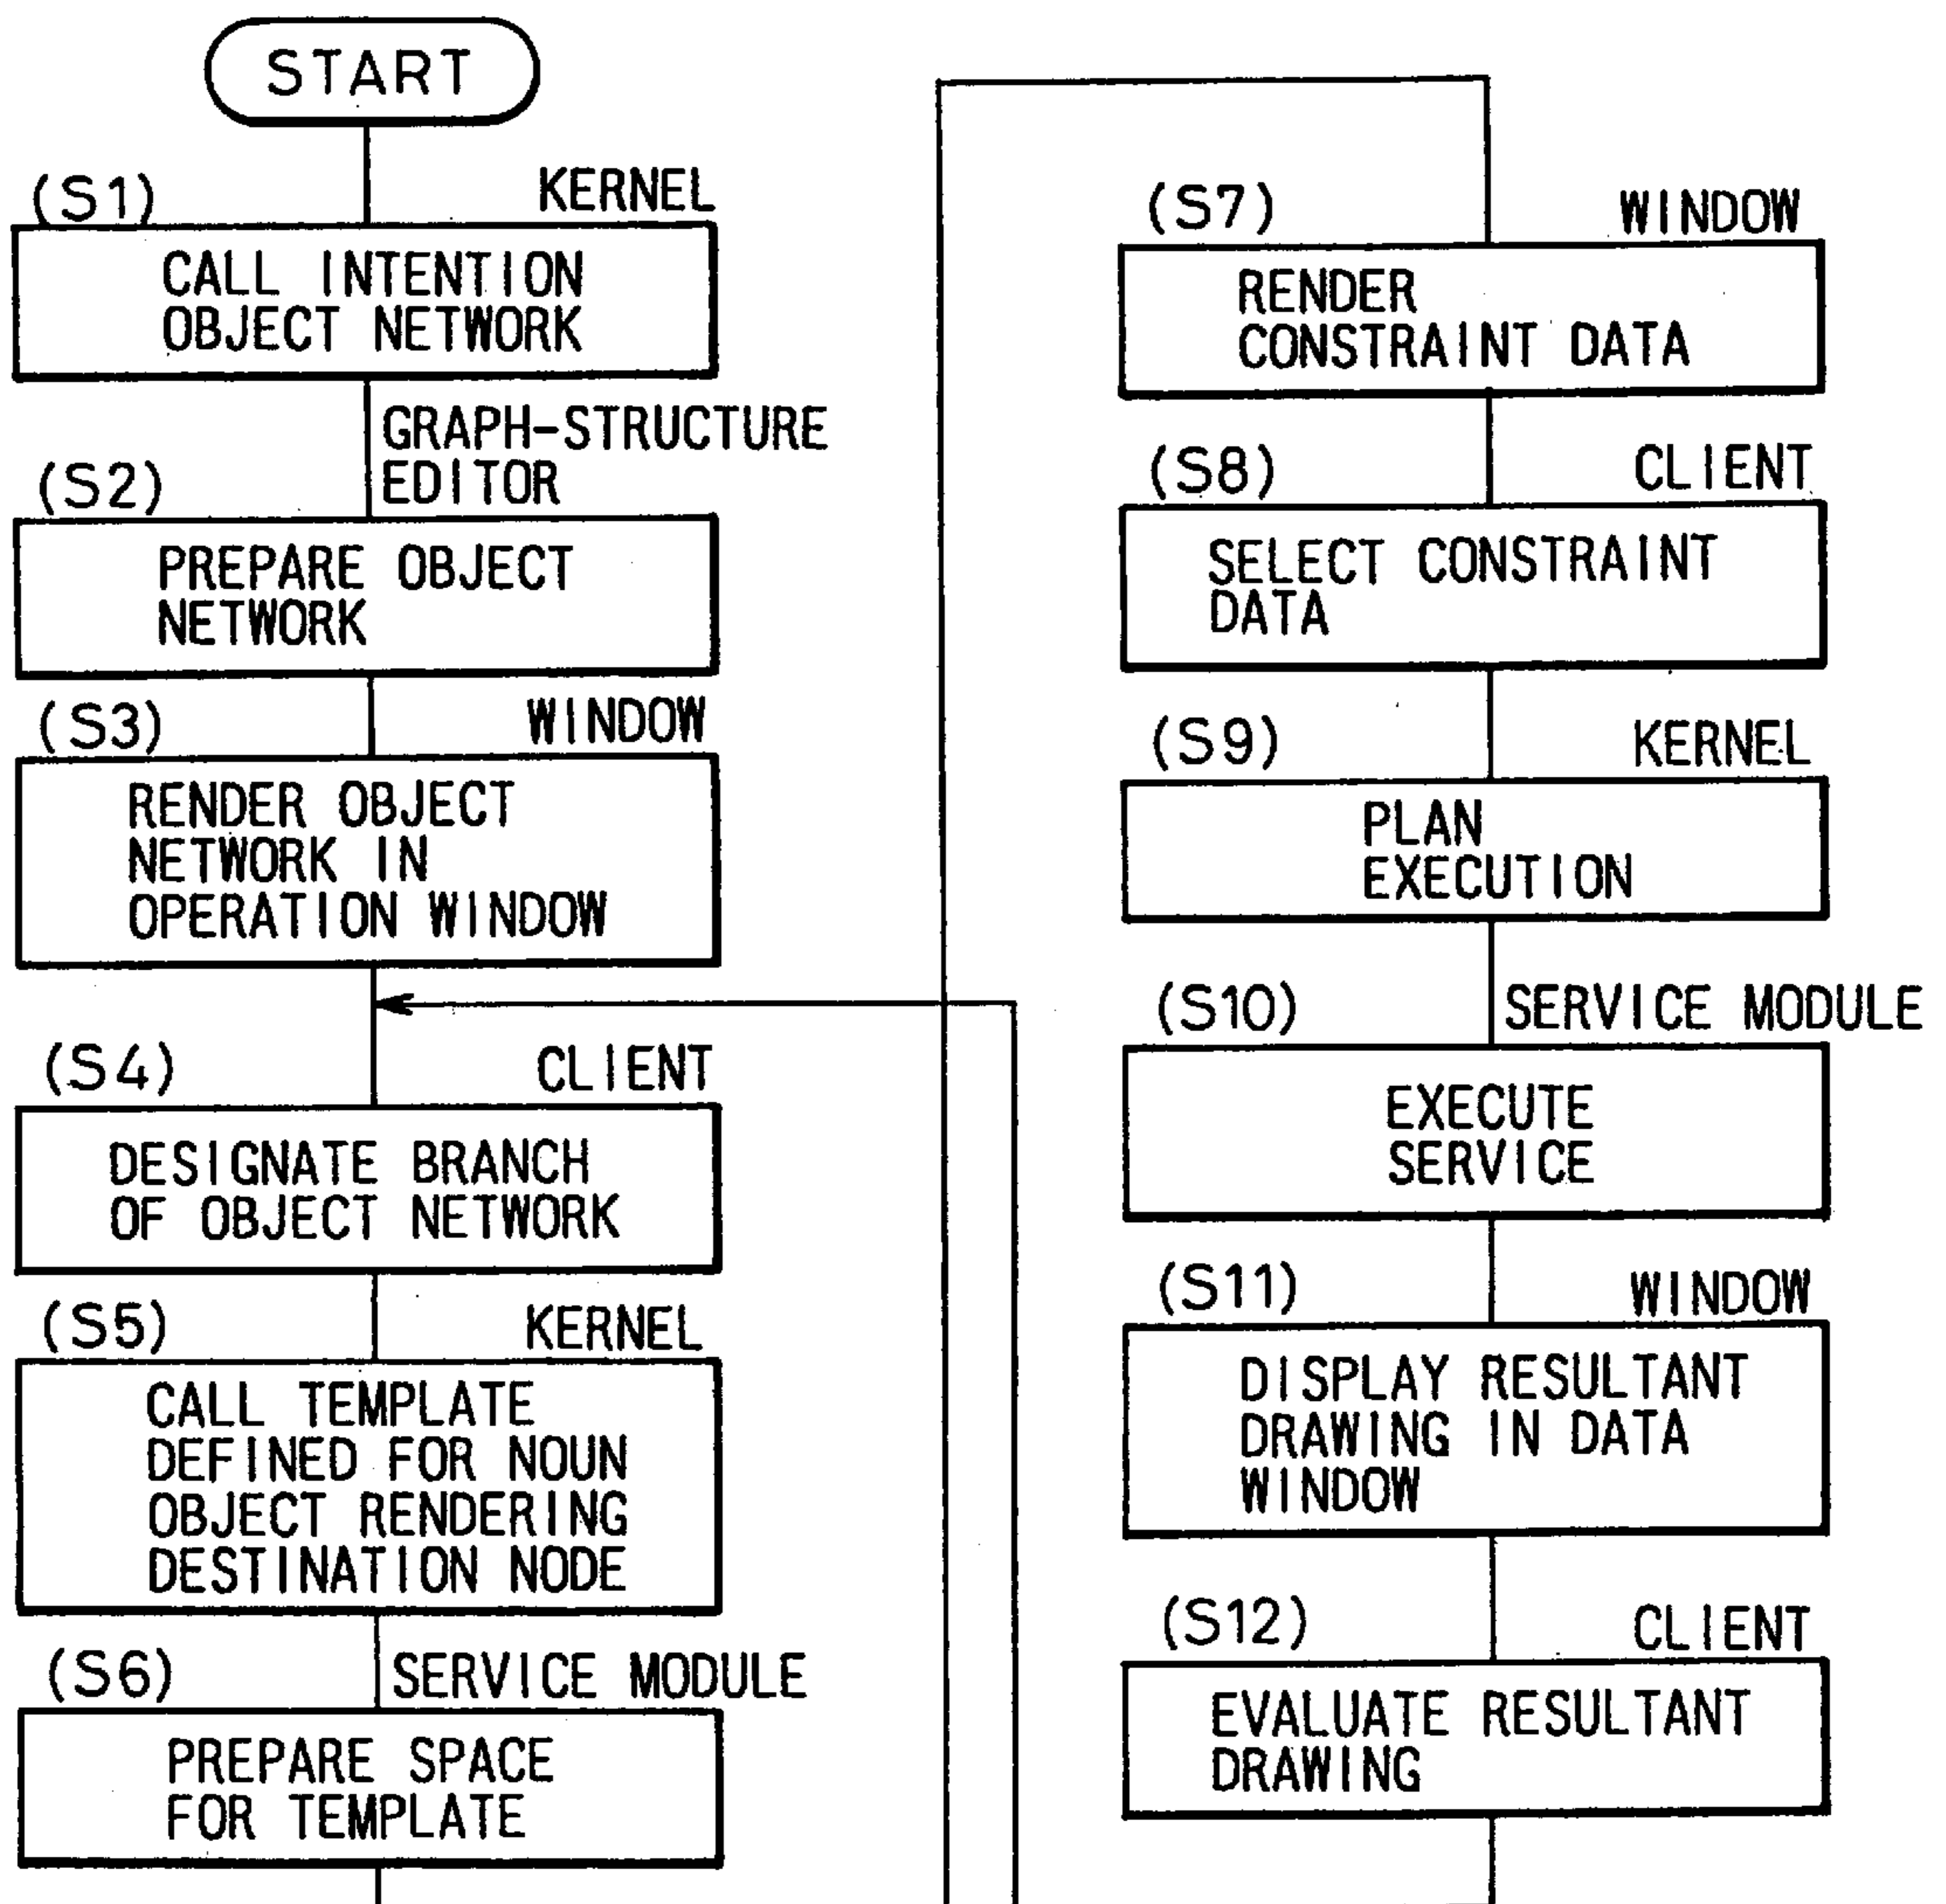 START
(S1)
KERNEL
CALL INTENTION
OBJECT NETWORK
GRAPH-STRUCTURE
EDITOR
(S2)
PREPARE OBJECT
NETWORK
(S3)
WINDOW
RENDER OBJECT
NETWORK IN
OPERATION WINDOW
(S4)
CLIENT
DESIGNATE BRANCH
OF OBJECT NETWORK
(S5)
KERNEL
CALL TEMPLATE
DEFINED FOR NOUN
OBJECT RENDERING
DESTINATION NODE
(S6)
SERVICE MODULE
PREPARE SPACE
FOR TEMPLATE
(S7)
WINDOW
RENDER
CONSTRAINT DATA
(S8)
CLIENT
SELECT CONSTRAINT
DATA
(S9)
KERNEL
PLAN
EXECUTION
(S10)
SERVICE MODULE
EXECUTE
SERVICE
(S11)
WINDOW
DISPLAY RESULTANT
DRAWING IN DATA
WINDOW
(S12)
CLIENT
EVALUATE RESULTANT
DRAWING